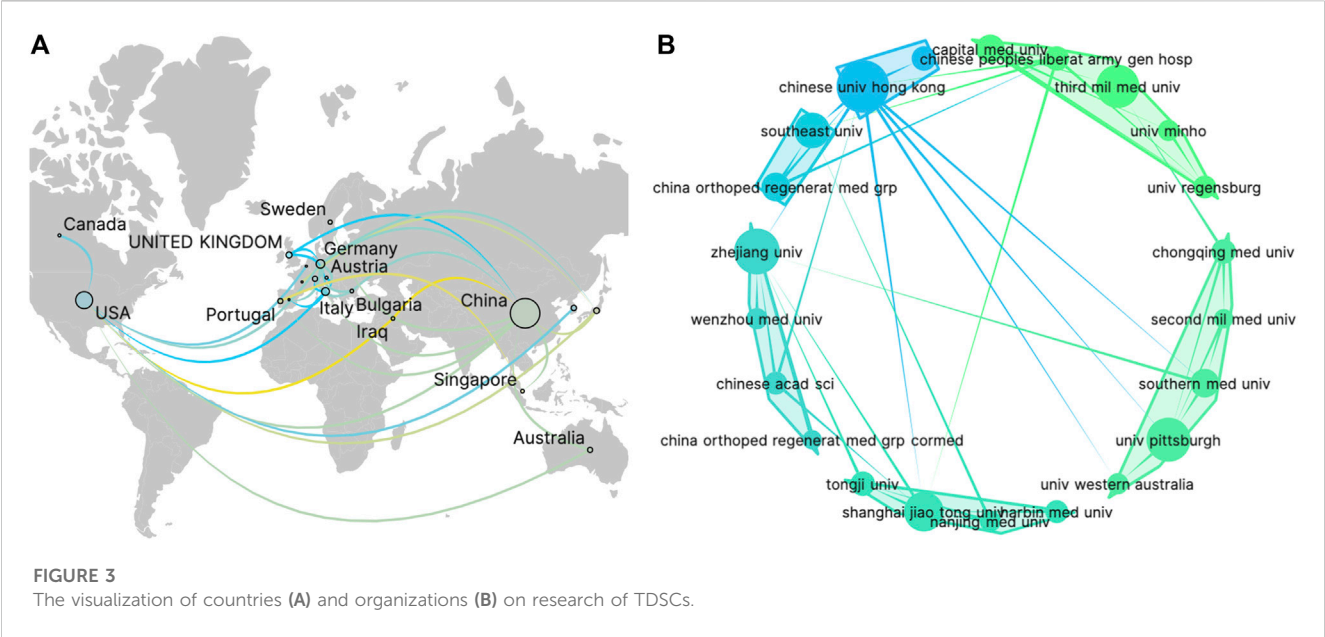 A
Canada
USA
Sweden
UNITED KINGDOM
Germany
Austria
Portugal
Italy
Bulgaria
Iraq
China
Singapore
Australia
B
capital med univ
chinese peoples liberat army gen hosp
chinese univ hong kong
third mil med univ
southeast univ
univ minho
china orthoped regenerat med grp
univ regensburg
zhejiang univ
chongqing med univ
wenzhou med univ
second mil med univ
chinese acad sci
southern med univ
china orthoped regenerat med grp cormed
univ pittsburgh
tongji univ
univ western australia
shanghai jiao tong univ
harbin med univ
nanjing med univ
FIGURE 3
The visualization of countries (A) and organizations (B) on research of TDSCs.